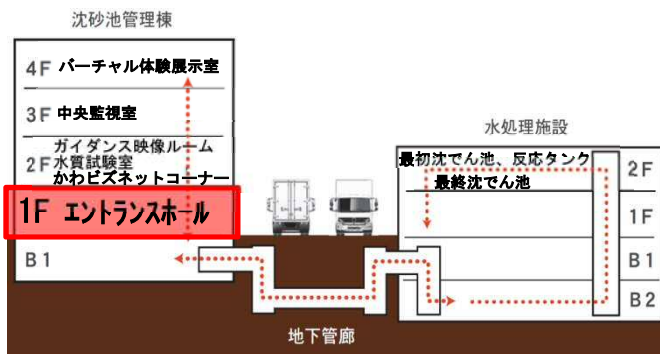 沈砂池管理棟
4F バーチャル体験展示室
3F 中央監視室
ガイダンス映像ルーム
2F 水質試験室
かわビズネットコーナー
1F エントランスホール
B1
水処理施設
最初沈でん池、反応タンク 2F
最終沈でん池
1F
B1
B2
地下管廊